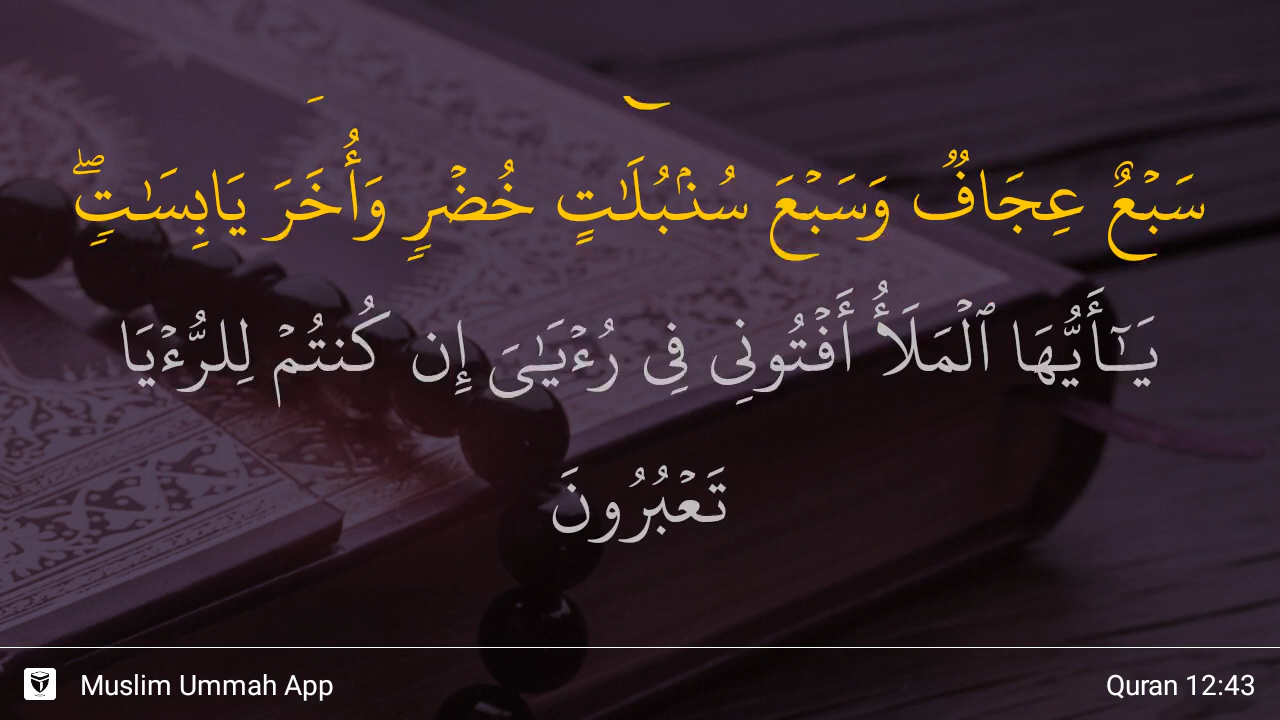 سَبْعٌ عِجَافٌ وَسَبْعَ سُنۢبُلَـٰتٍ خُضْرٍ وَأُخَرَ يَابِسَـٰتٍ ۖ
يَـٰٓأَيُّهَا ٱلْمَلَأُ أَفْتُونِى فِى رُءْيَـٰىَ إِن كُنتُمْ لِلرُّءْيَا
تَعْبُرُونَ
Muslim Ummah App
Quran 12:43